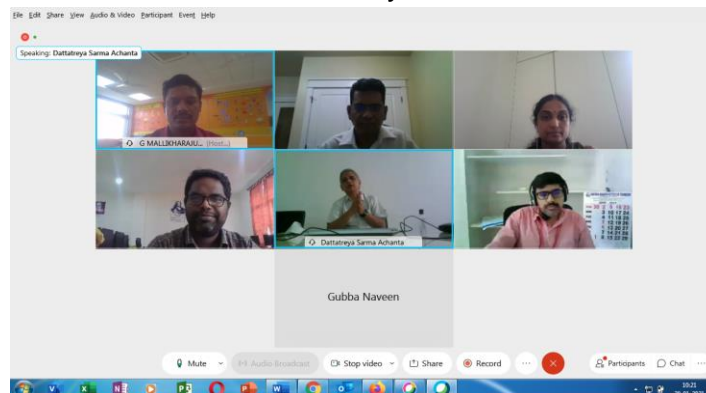 File Edit Share View Audio & Video Participant Event Help
Speaking: Dattatreya Sarma Achanta
G MALLIKHARAJU... (Host...)
Dattatreya Sarma Achanta
Gubba Naveen
Mute
Audio Broadcast
Stop video
Share
Record
Participants
Chat
10:21